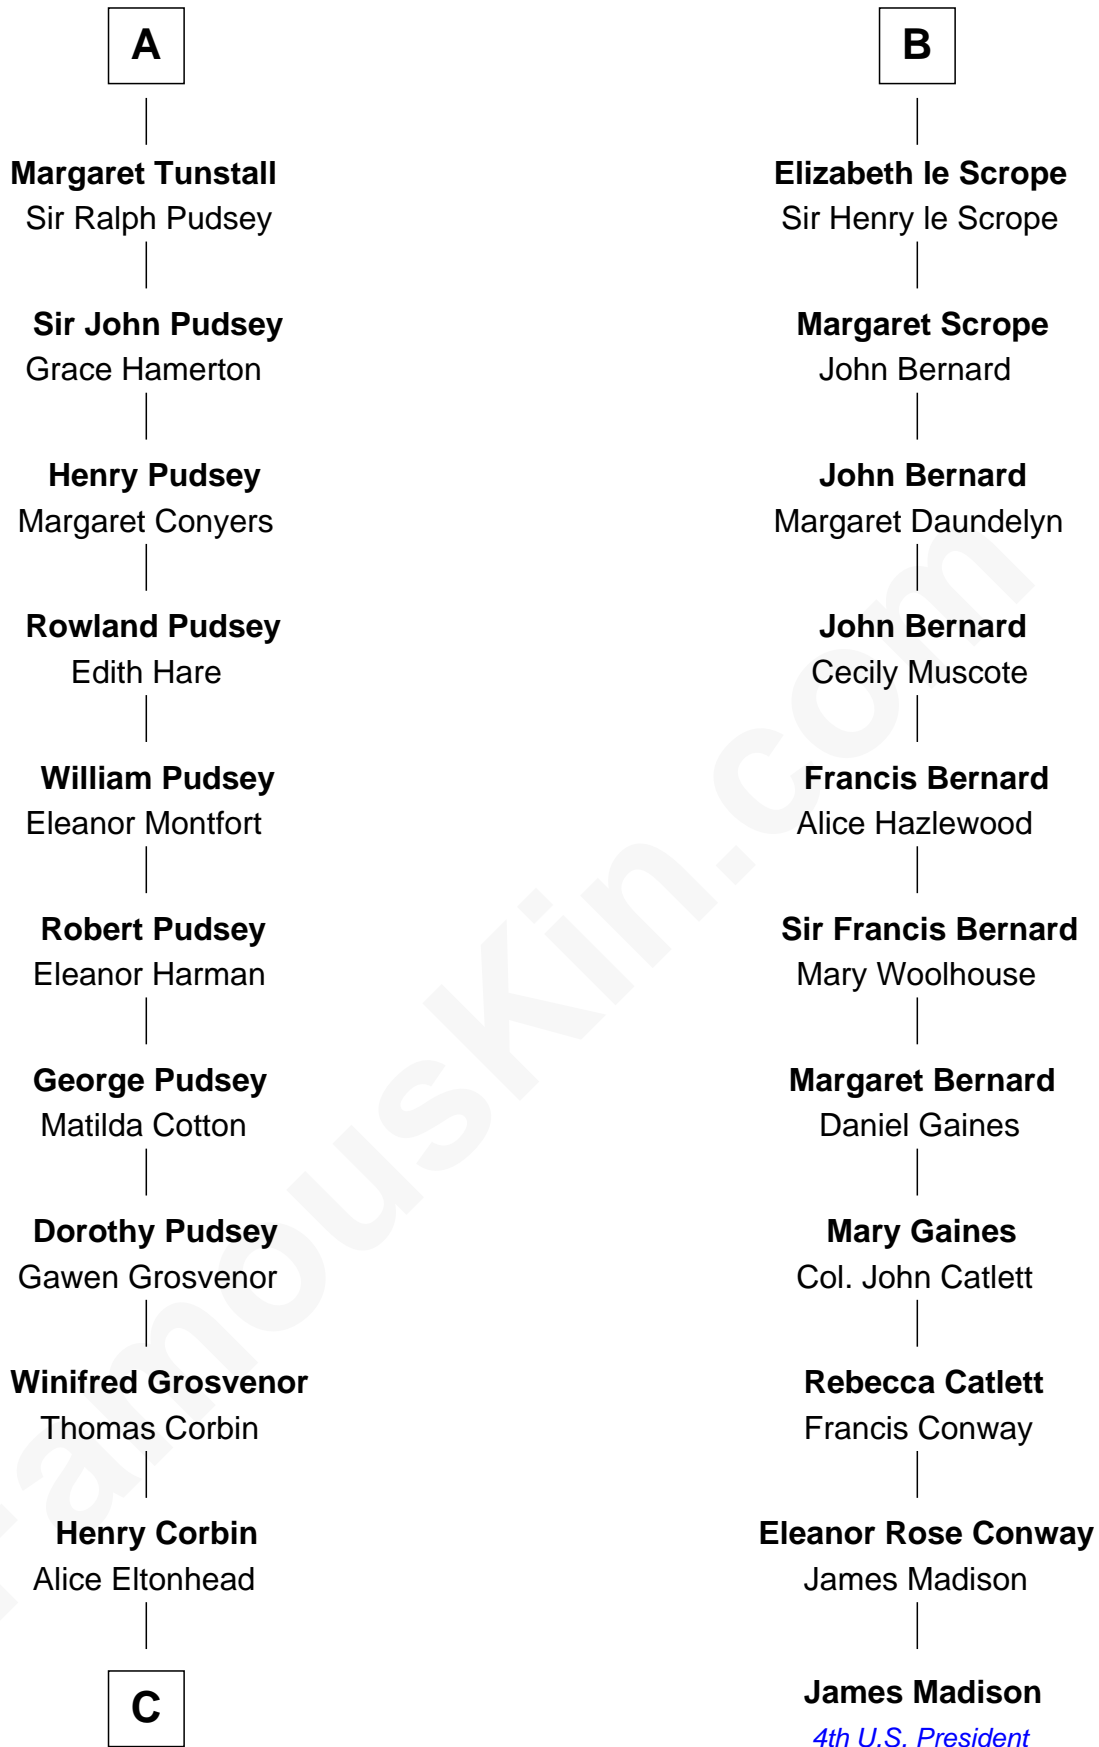 A
Margaret Tunstall
Sir Ralph Pudsey
Sir John Pudsey
Grace Hamerton
Henry Pudsey
Margaret Conyers
Rowland Pudsey
Edith Hare
William Pudsey
Eleanor Montfort
Robert Pudsey
Eleanor Harman
George Pudsey
Matilda Cotton
Dorothy Pudsey
Gawen Grosvenor
Winifred Grosvenor
Thomas Corbin
Henry Corbin
Alice Eltonhead
C
B
Elizabeth le Scrope
Sir Henry le Scrope
Margaret Scrope
John Bernard
John Bernard
Margaret Daundelyn
John Bernard
Cecily Muscote
Francis Bernard
Alice Hazlewood
Sir Francis Bernard
Mary Woolhouse
Margaret Bernard
Daniel Gaines
Mary Gaines
Col. John Catlett
Rebecca Catlett
Francis Conway
Eleanor Rose Conway
James Madison
James Madison
4th U.S. President
FamousKin.com